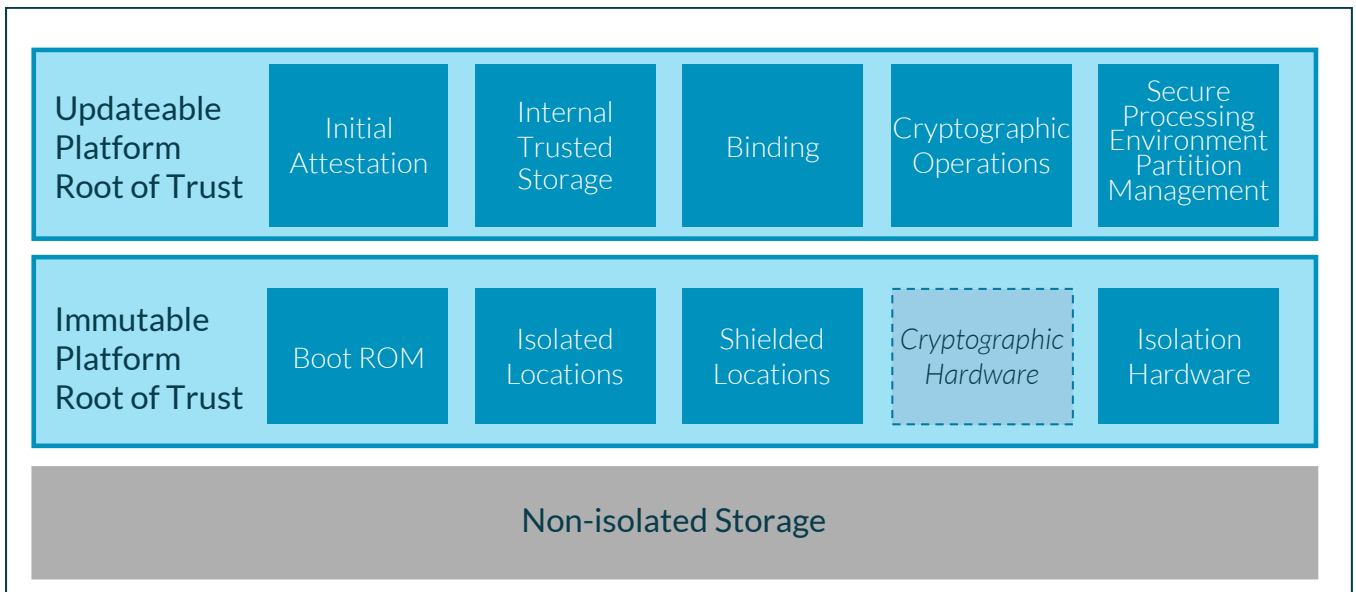 Updateable
Platform
Root of Trust
Initial
Attestation
Internal
Trusted
Storage
Binding
Cryptographic
Operations
Secure
Processing
Environment
Partition
Management
Immutable
Platform
Root of Trust
Boot ROM
Isolated
Locations
Shielded
Locations
Cryptographic
Hardware
Isolation
Hardware
Non-isolated Storage